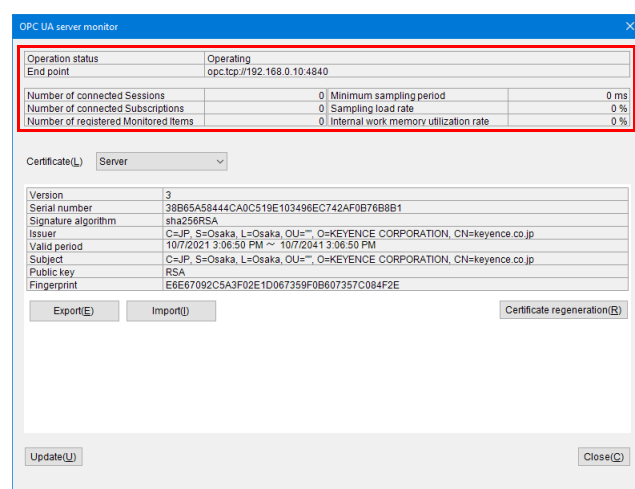 OPC UA server monitor
Operation status Operating
End point opc.tcp://192.168.0.10:4840
Number of connected Sessions 0 Minimum sampling period 0 ms
Number of connected Subscriptions 0 Sampling load rate 0 %
Number of registered Monitored Items 0 Internal work memory utilization rate 0 %
Certificate(L) Server
Version 3
Serial number 38B65A58444CA0C519E103496EC742AF0B76B8B1
Signature algorithm sha256RSA
Issuer C=JP, S=Osaka, L=Osaka, OU="", O=KEYENCE CORPORATION, CN=keyence.co.jp
Valid period 10/7/2021 3:06:50 PM ～ 10/7/2041 3:06:50 PM
Subject C=JP, S=Osaka, L=Osaka, OU="", O=KEYENCE CORPORATION, CN=keyence.co.jp
Public key RSA
Fingerprint E6E67092C5A3F02E1D067359F0B607357C084F2E
Export(E) Import(I) Certificate regeneration(R)
Update(U) Close(C)